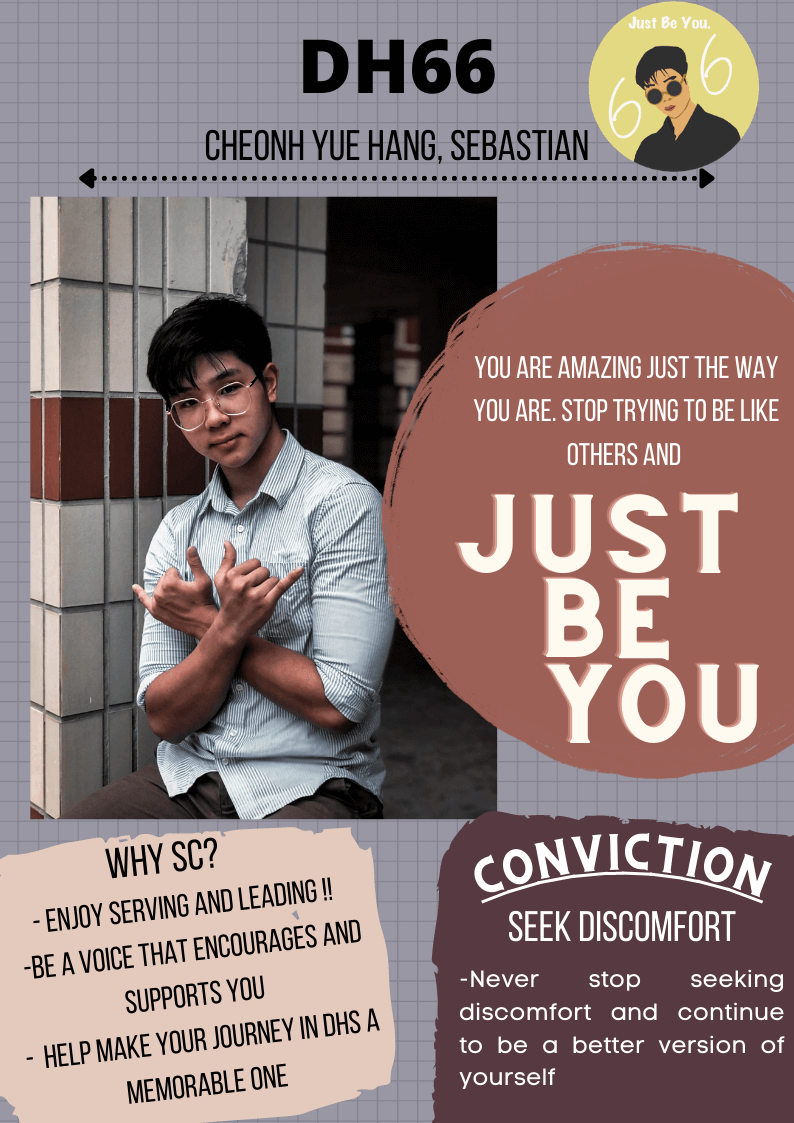 Just Be You.
DH66
6 6
CHEONH YUE HANG, SEBASTIAN
YOU ARE AMAZING JUST THE WAY
YOU ARE. STOP TRYING TO BE LIKE
OTHERS AND
JUST
BE
YOU
WHY SC?
- ENJOY SERVING AND LEADING !!
-BE A VOICE THAT ENCOURAGES AND
SUPPORTS YOU
- HELP MAKE YOUR JOURNEY IN DHS A
MEMORABLE ONE
CONVICTION
SEEK DISCOMFORT
-Never stop seeking
discomfort and continue
to be a better version of
yourself